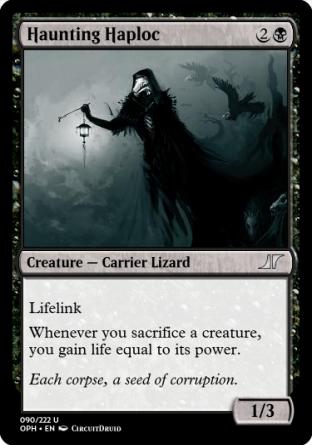 Haunting Haploc 2
Creature — Carrier Lizard
Lifelink
Whenever you sacrifice a creature,
you gain life equal to its power.
Each corpse, a seed of corruption.
1/3
090/222 U
OPH • EN CircuitDruid